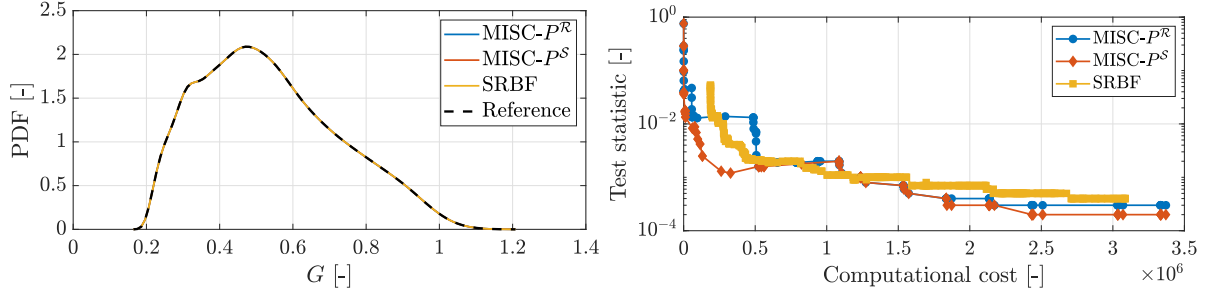 PDF [-]
2.5
2
1.5
1
0.5
0
0 0.2 0.4 0.6 0.8 1 1.2 1.4
G [-]
MISC-P^R
MISC-P^S
SRBF
Reference
Test statistic [-]
10^0
10^-2
10^-4
0 0.5 1 1.5 2 2.5 3 3.5
Computational cost [-]
×10^6
MISC-P^R
MISC-P^S
SRBF